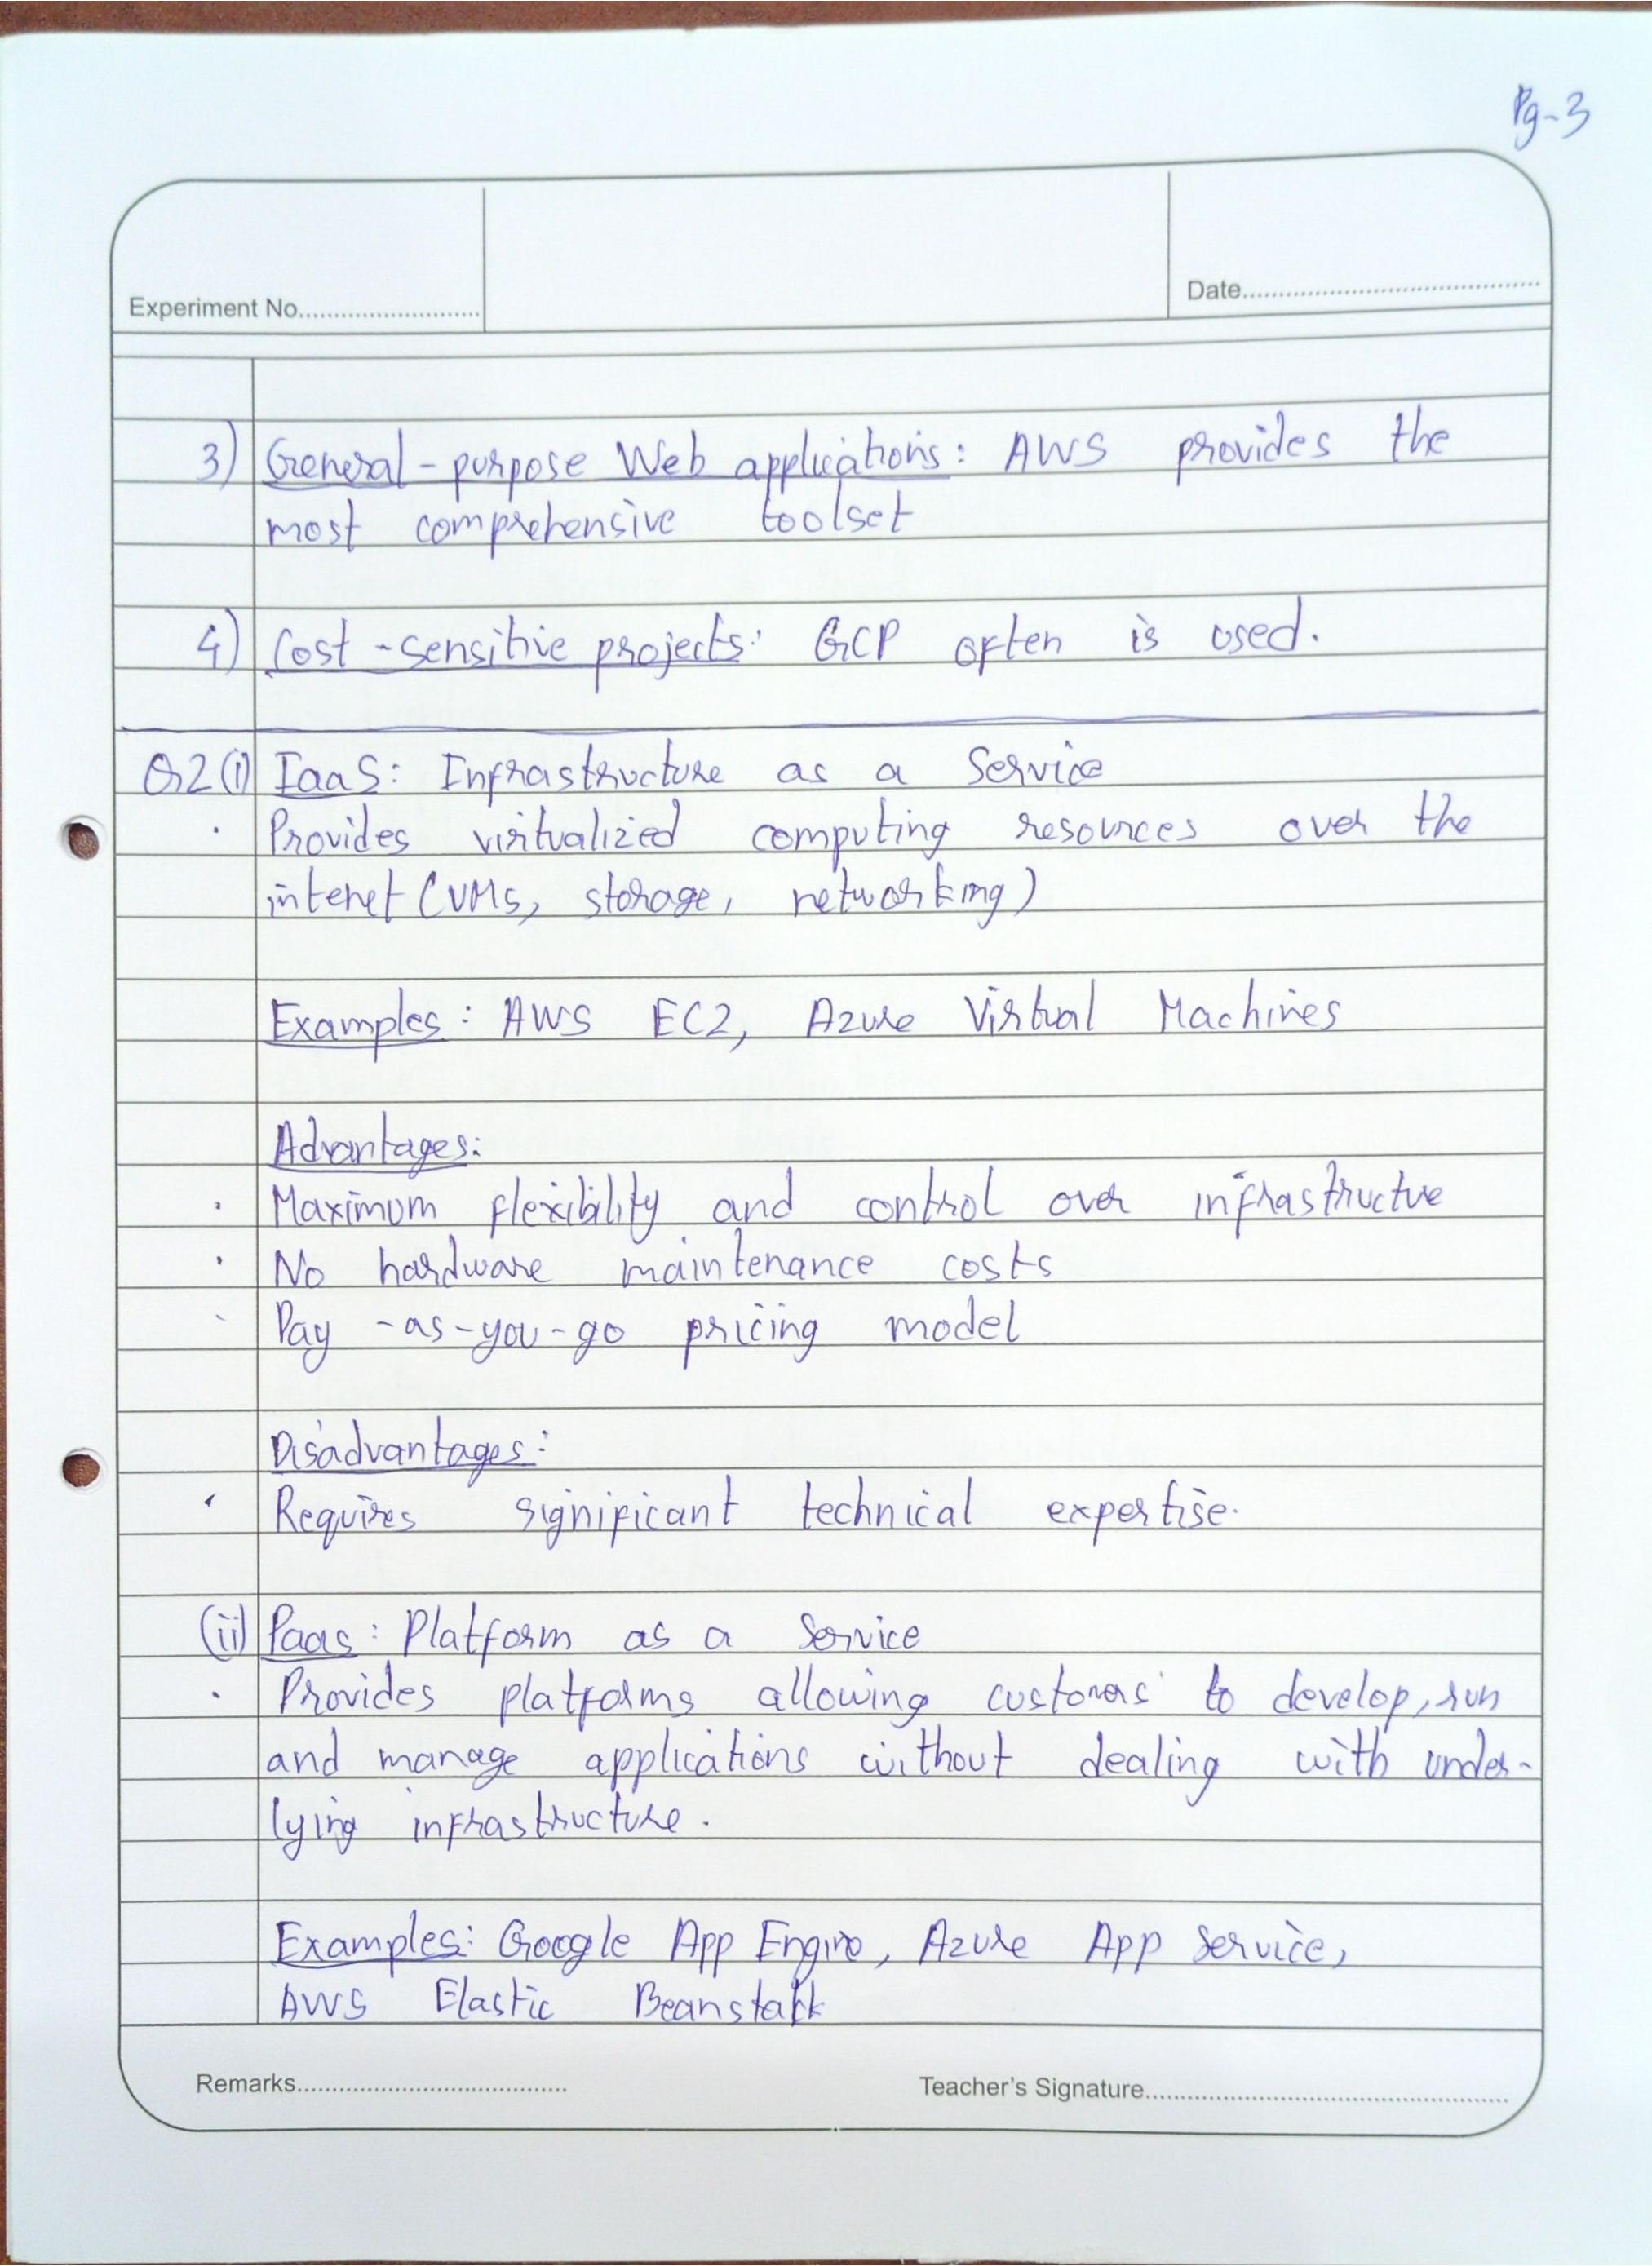 Pg-3
Experiment No.
Date
3) General-purpose Web applications: AWS provides the
most comprehensive toolset
4) Cost-sensitive projects: GCP often is used.
Q2(i) IaaS: Infrastructure as a Service
· Provides virtualized computing resources over the
intenet (VMs, storage, networking)
Examples: AWS EC2, Azure Virtual Machines
Advantages:
· Maximum flexibility and control over infrastructue
· No hardware maintenance costs
· Pay-as-you-go pricing model
Disadvantages:
· Requires significant technical expertise.
(ii) Paas: Platform as a Service
· Provides platforms allowing customers to develop, run
and manage applications without dealing with under-
lying infrastructure.
Examples: Google App Engine, Azure App Service,
AWS Elastic Beanstalk
Remarks
Teacher's Signature